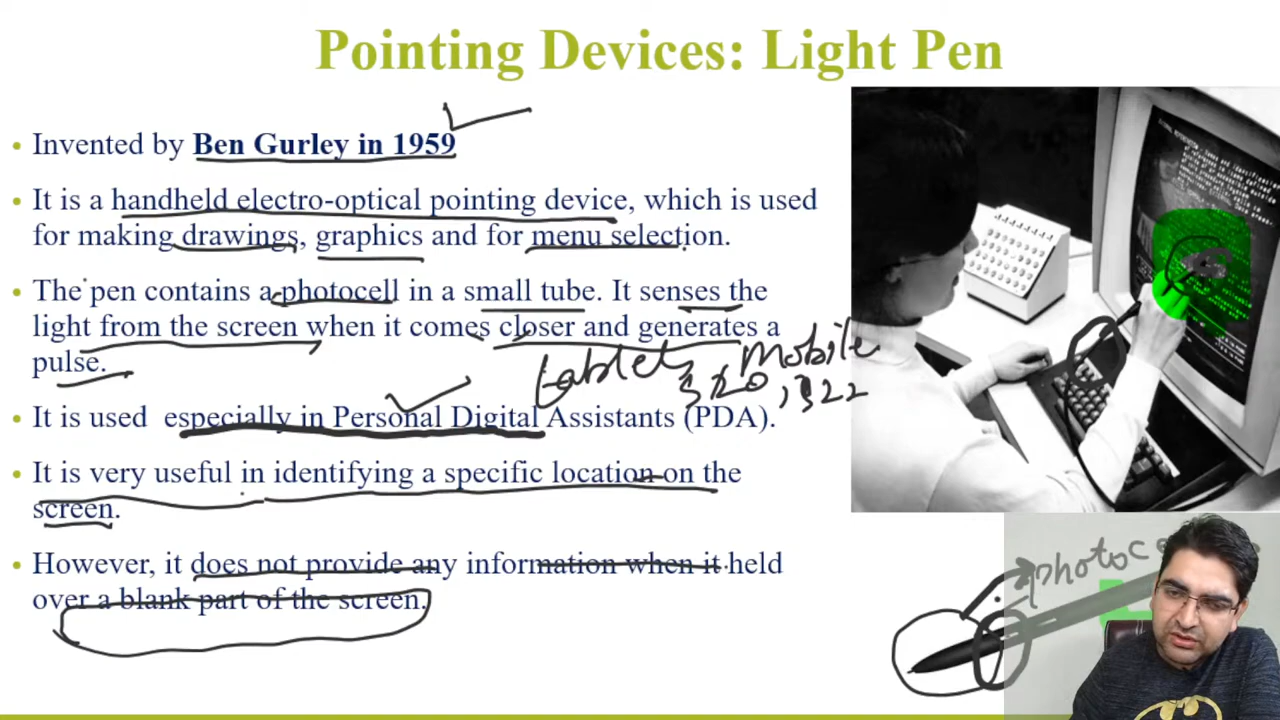 Pointing Devices: Light Pen
• Invented by Ben Gurley in 1959
• It is a handheld electro-optical pointing device, which is used
for making drawings, graphics and for menu selection.
• The pen contains a photocell in a small tube. It senses the
light from the screen when it comes closer and generates a
pulse.
tablet, Mobile
• It is used especially in Personal Digital Assistants (PDA).
• It is very useful in identifying a specific location on the
screen.
• However, it does not provide any information when it held
over a blank part of the screen.